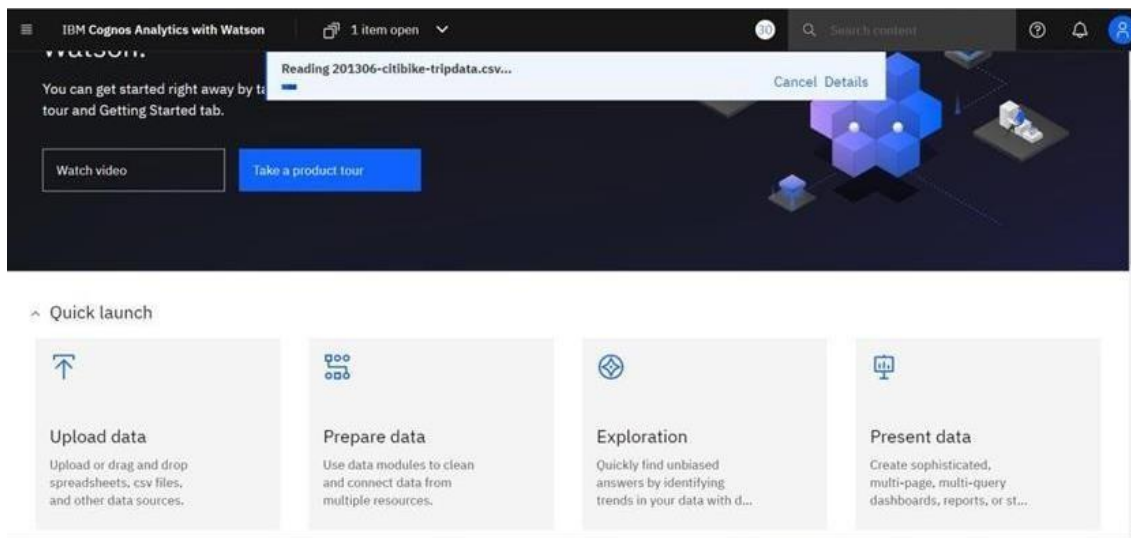 IBM Cognos Analytics with Watson
1 item open
30
Search content
Watson.
Reading 201306-citibike-tripdata.csv...
Cancel Details
You can get started right away by ta
tour and Getting Started tab.
Watch video
Take a product tour
Quick launch
Upload data
Upload or drag and drop
spreadsheets, csv files,
and other data sources.
Prepare data
Use data modules to clean
and connect data from
multiple resources.
Exploration
Quickly find unbiased
answers by identifying
trends in your data with d...
Present data
Create sophisticated,
multi-page, multi-query
dashboards, reports, or st...